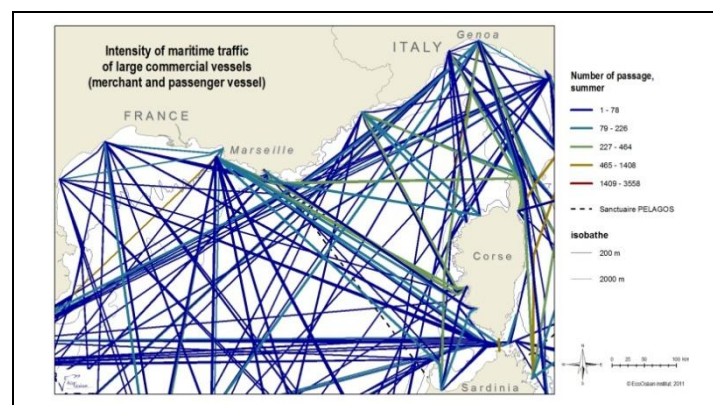 Intensity of maritime traffic
of large commercial vessels
(merchant and passenger vessel)
ITALY
Genoa
FRANCE
Marseille
Corse
Sardinia
Number of passage,
summer
1 - 78
79 - 226
227 - 464
465 - 1408
1409 - 3558
Sanctuaire PELAGOS
isobathe
200 m
2000 m
0 25 50 100 km
© EcoOcéan Institut, 2011